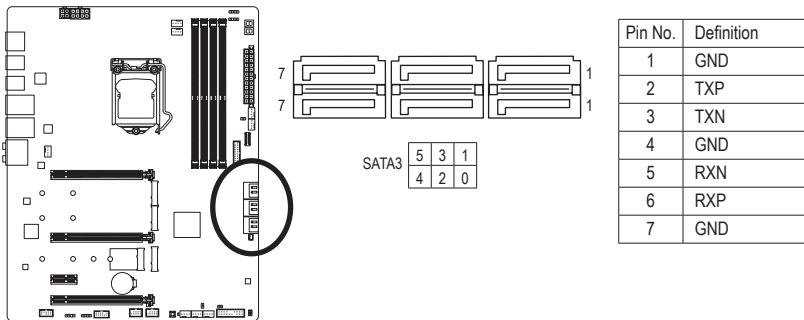 7 1
7 1
SATA3 5 3 1
4 2 0
Pin No. Definition
1 GND
2 TXP
3 TXN
4 GND
5 RXN
6 RXP
7 GND